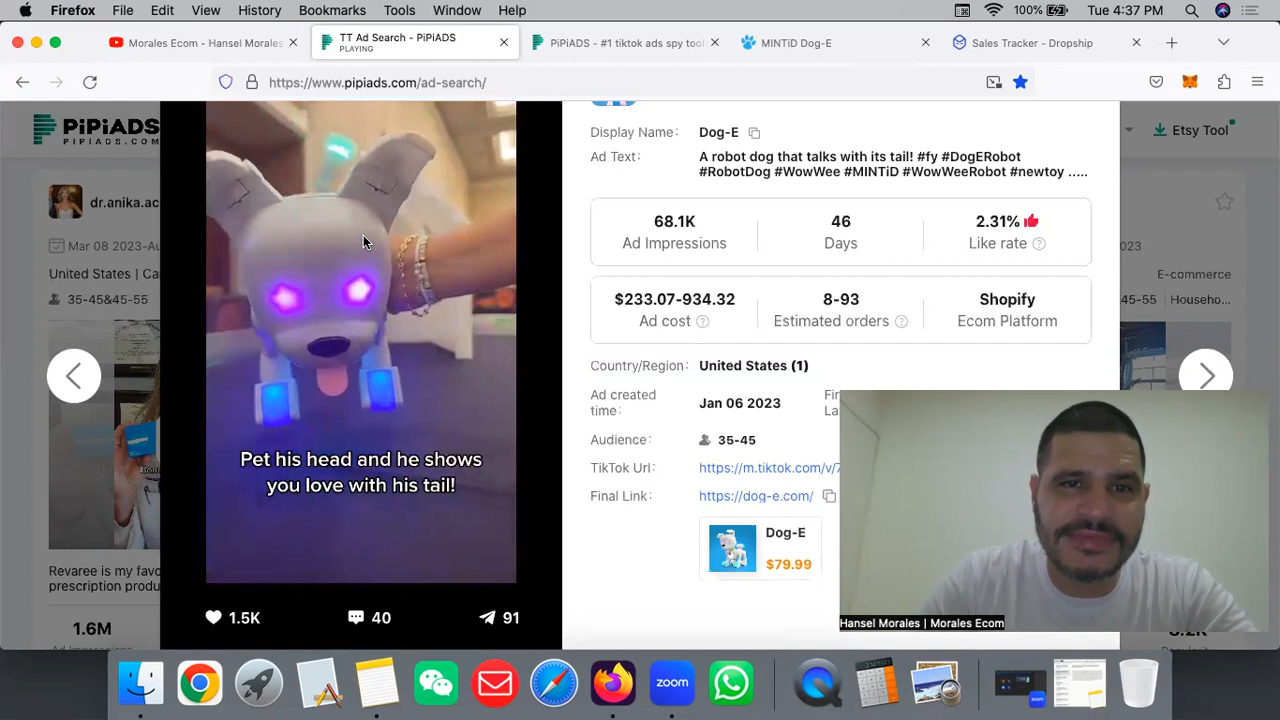 Firefox File Edit View History Bookmarks Tools Window Help 100% Tue 4:37 PM
Morales Ecom - Hansel Morales
TT Ad Search - PiPiADS
PLAYING
PiPiADS - #1 tiktok ads spy tool
MINTiD Dog-E
Sales Tracker - Dropship
https://www.pipiads.com/ad-search/
PiPiADS
PIPIADS.COM
Etsy Tool
dr.anika.ac
Mar 08 2023-Au
United States | Ca
35-45&45-55
Revaree is my favo
prescription produ
1.6M
Ad Impressions
Pet his head and he shows
you love with his tail!
1.5K 40 91
Display Name: Dog-E
Ad Text: A robot dog that talks with its tail! #fy #DogERobot
#RobotDog #WowWee #MINTiD #WowWeeRobot #newtoy .....
68.1K 46 2.31%
Ad Impressions Days Like rate
$233.07-934.32 8-93 Shopify
Ad cost Estimated orders Ecom Platform
Country/Region: United States (1)
Ad created
time:
Jan 06 2023
Audience: 35-45
TikTok Url: https://m.tiktok.com/v/7
Final Link: https://dog-e.com/
Dog-E
$79.99
2023
E-commerce
-55 Househo...
Hansel Morales | Morales Ecom
zoom